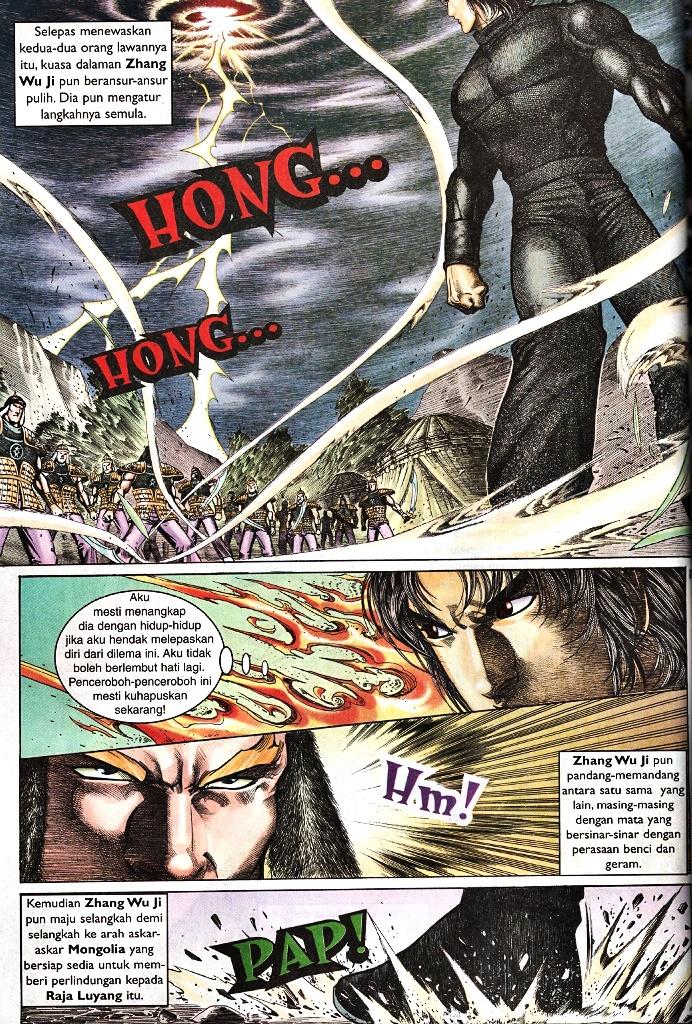 Selepas menewaskan
kedua-dua orang lawannya
itu, kuasa dalaman Zhang
Wu Ji pun beransur-ansur
pulih. Dia pun mengatur
langkahnya semula.
HONG...
HONG...
Aku
mesti menangkap
dia dengan hidup-hidup
jika aku hendak melepaskan
diri dari dilema ini. Aku tidak
boleh berlembut hati lagi.
Penceroboh-penceroboh ini
mesti kuhapuskan
sekarang!
Hm!
Zhang Wu Ji pun
pandang-memandang
antara satu sama yang
lain, masing-masing
dengan mata yang
bersinar-sinar dengan
perasaan benci dan
geram.
Kemudian Zhang Wu Ji
pun maju selangkah demi
selangkah ke arah askar-
askar Mongolia yang
bersiap sedia untuk mem-
beri perlindungan kepada
Raja Luyang itu.
PAP!